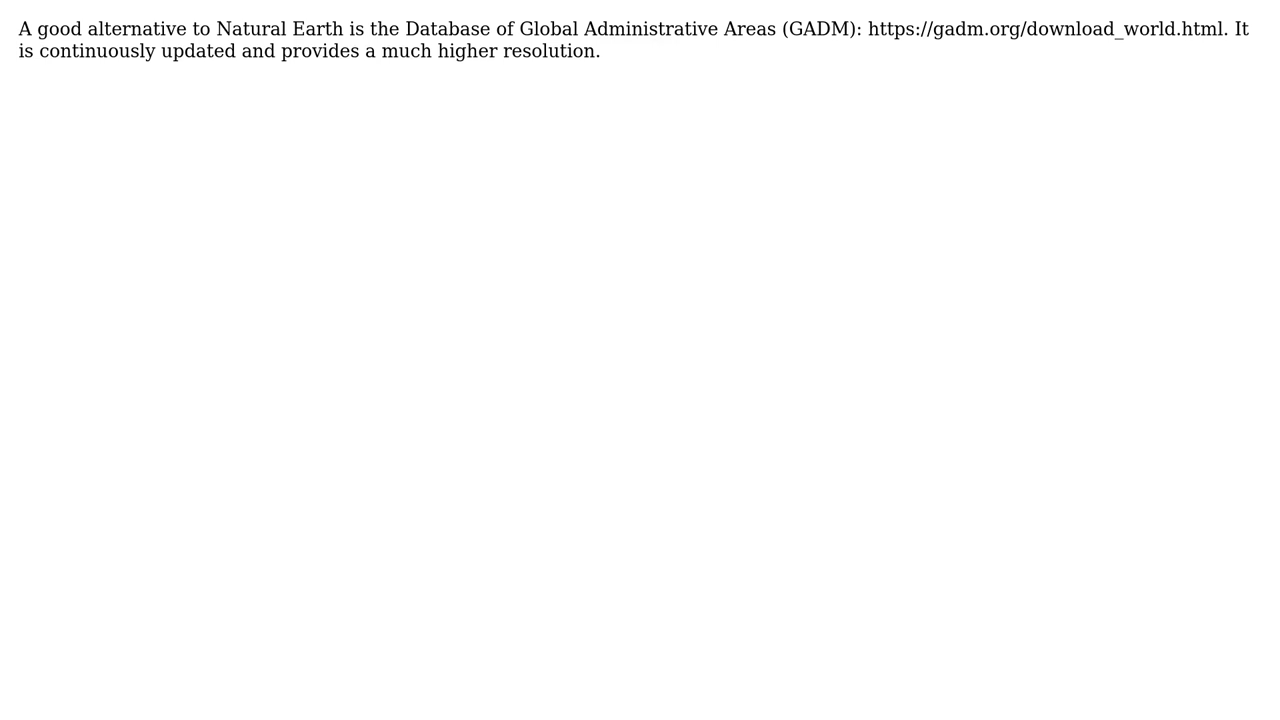 A good alternative to Natural Earth is the Database of Global Administrative Areas (GADM): https://gadm.org/download_world.html. It
is continuously updated and provides a much higher resolution.